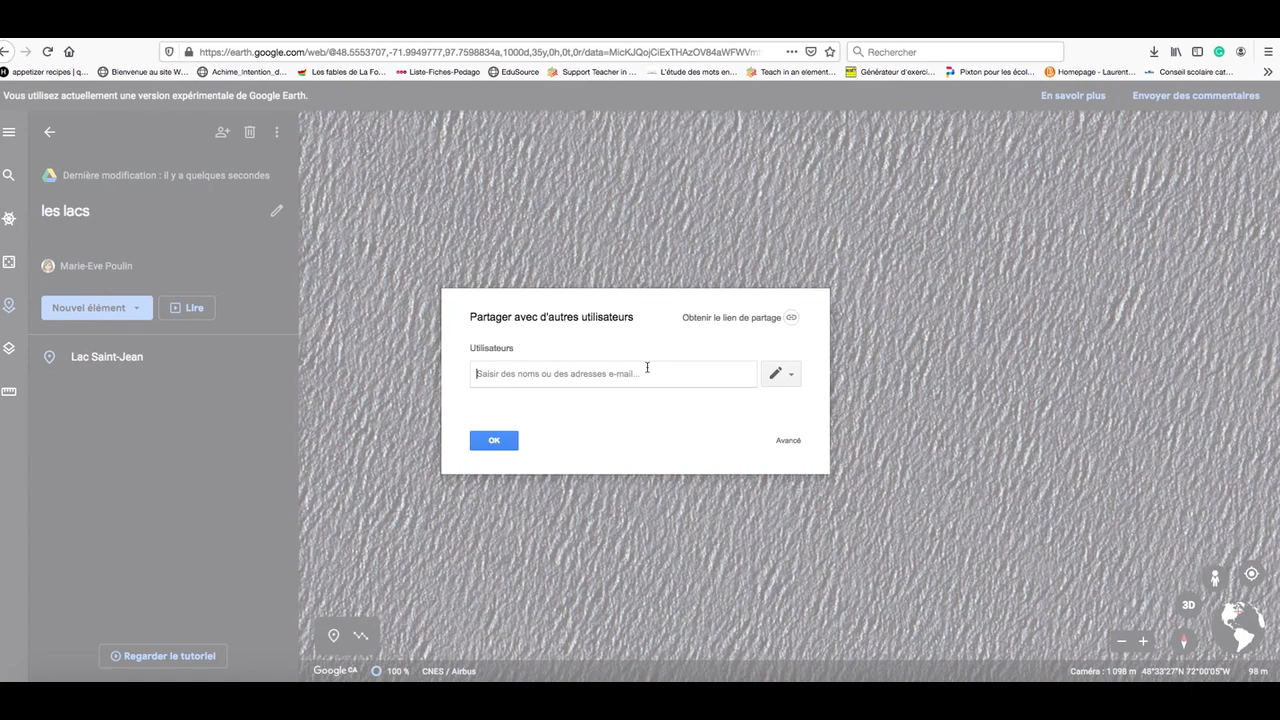 https://earth.google.com/web/@48.5553707,-71.9949777,97.7598834a,1000d,35y,0h,0t,0r/data=MicKJQojCiExTHAzOV84aWFWVm
Rechercher
appetizer recipes | q...
Bienvenue au site W...
Achime_Intention_d...
Les fables de La Fo...
Liste-Fiches-Pedago
EduSource
Support Teacher in ...
L'étude des mots en...
Teach in an element...
Générateur d'exerci...
Pixton pour les écol...
Homepage - Laurent...
Conseil scolaire cat...
Vous utilisez actuellement une version expérimentale de Google Earth.
En savoir plus
Envoyer des commentaires
Dernière modification : il y a quelques secondes
les lacs
Marie-Eve Poulin
Nouvel élément
Lire
Lac Saint-Jean
Partager avec d'autres utilisateurs
Obtenir le lien de partage
Utilisateurs
Saisir des noms ou des adresses e-mail...
OK
Avancé
3D
Regarder le tutoriel
Google CA
100 %
CNES / Airbus
Caméra : 1 098 m
48°33'27"N 72°00'05"W
98 m